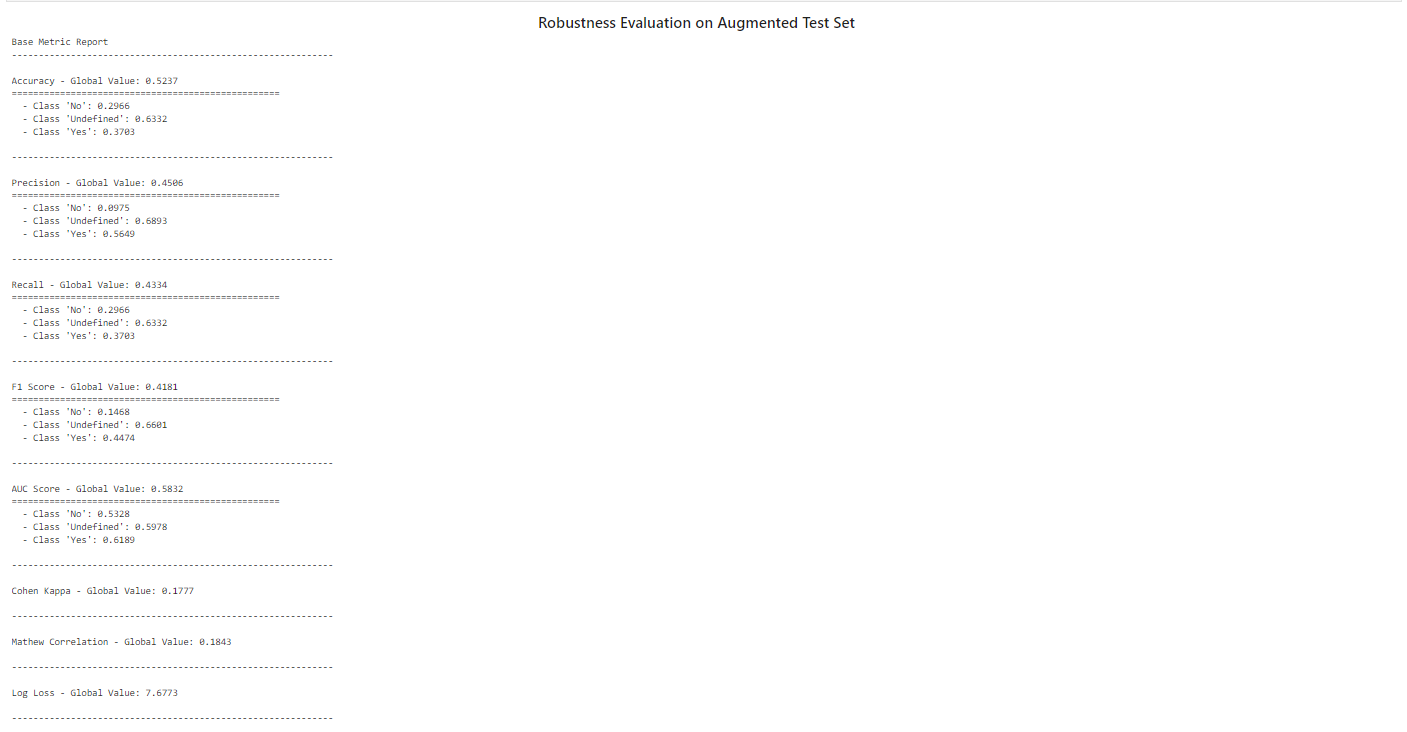 Robustness Evaluation on Augmented Test Set
Base Metric Report
------------------------------------------------------------
Accuracy - Global Value: 0.5237
==================================================
- Class 'No': 0.2966
- Class 'Undefined': 0.6332
- Class 'Yes': 0.3703
------------------------------------------------------------
Precision - Global Value: 0.4506
==================================================
- Class 'No': 0.0975
- Class 'Undefined': 0.6893
- Class 'Yes': 0.5649
------------------------------------------------------------
Recall - Global Value: 0.4334
==================================================
- Class 'No': 0.2966
- Class 'Undefined': 0.6332
- Class 'Yes': 0.3703
------------------------------------------------------------
F1 Score - Global Value: 0.4181
==================================================
- Class 'No': 0.1468
- Class 'Undefined': 0.6601
- Class 'Yes': 0.4474
------------------------------------------------------------
AUC Score - Global Value: 0.5832
==================================================
- Class 'No': 0.5328
- Class 'Undefined': 0.5978
- Class 'Yes': 0.6189
------------------------------------------------------------
Cohen Kappa - Global Value: 0.1777
------------------------------------------------------------
Mathew Correlation - Global Value: 0.1843
------------------------------------------------------------
Log Loss - Global Value: 7.6773
------------------------------------------------------------